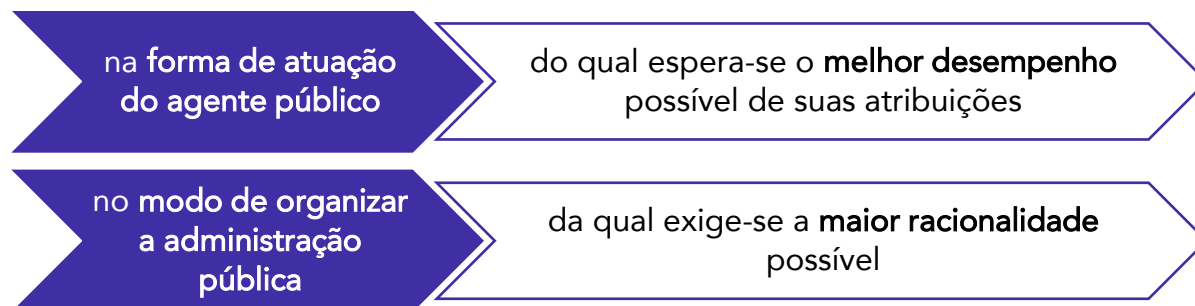 na forma de atuação
do agente público
do qual espera-se o melhor desempenho
possível de suas atribuições
no modo de organizar
a administração
pública
da qual exige-se a maior racionalidade
possível